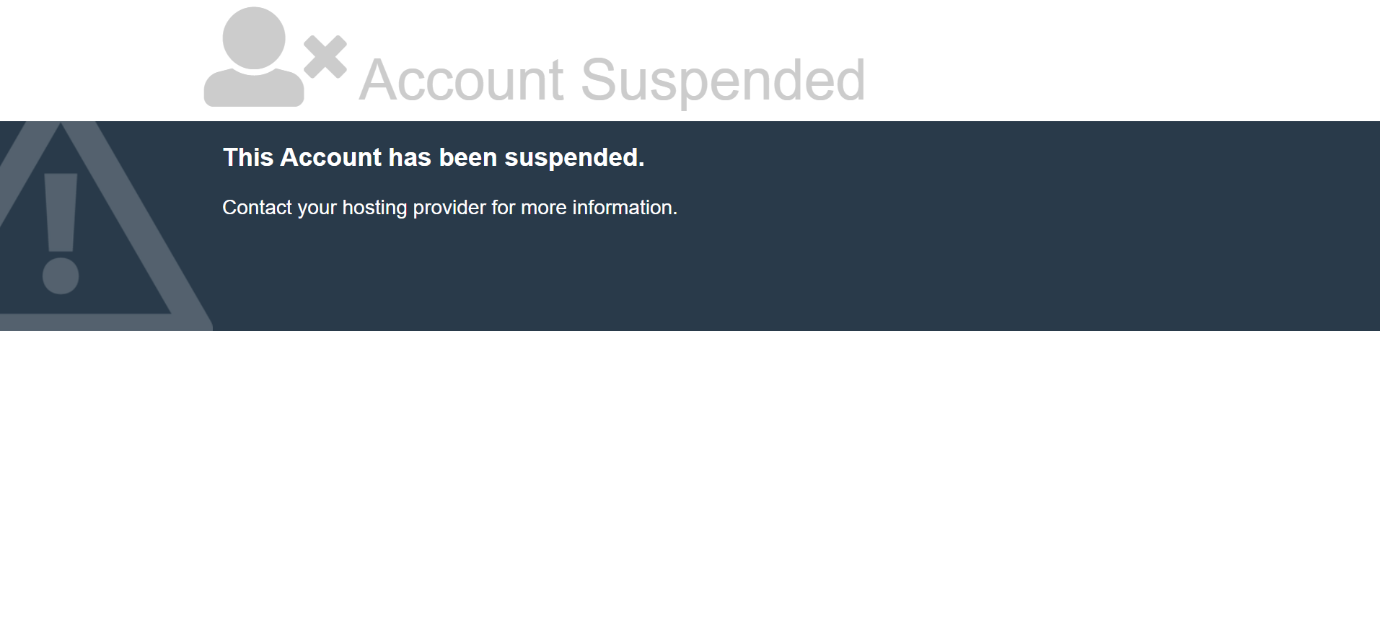 Account Suspended
This Account has been suspended.
Contact your hosting provider for more information.